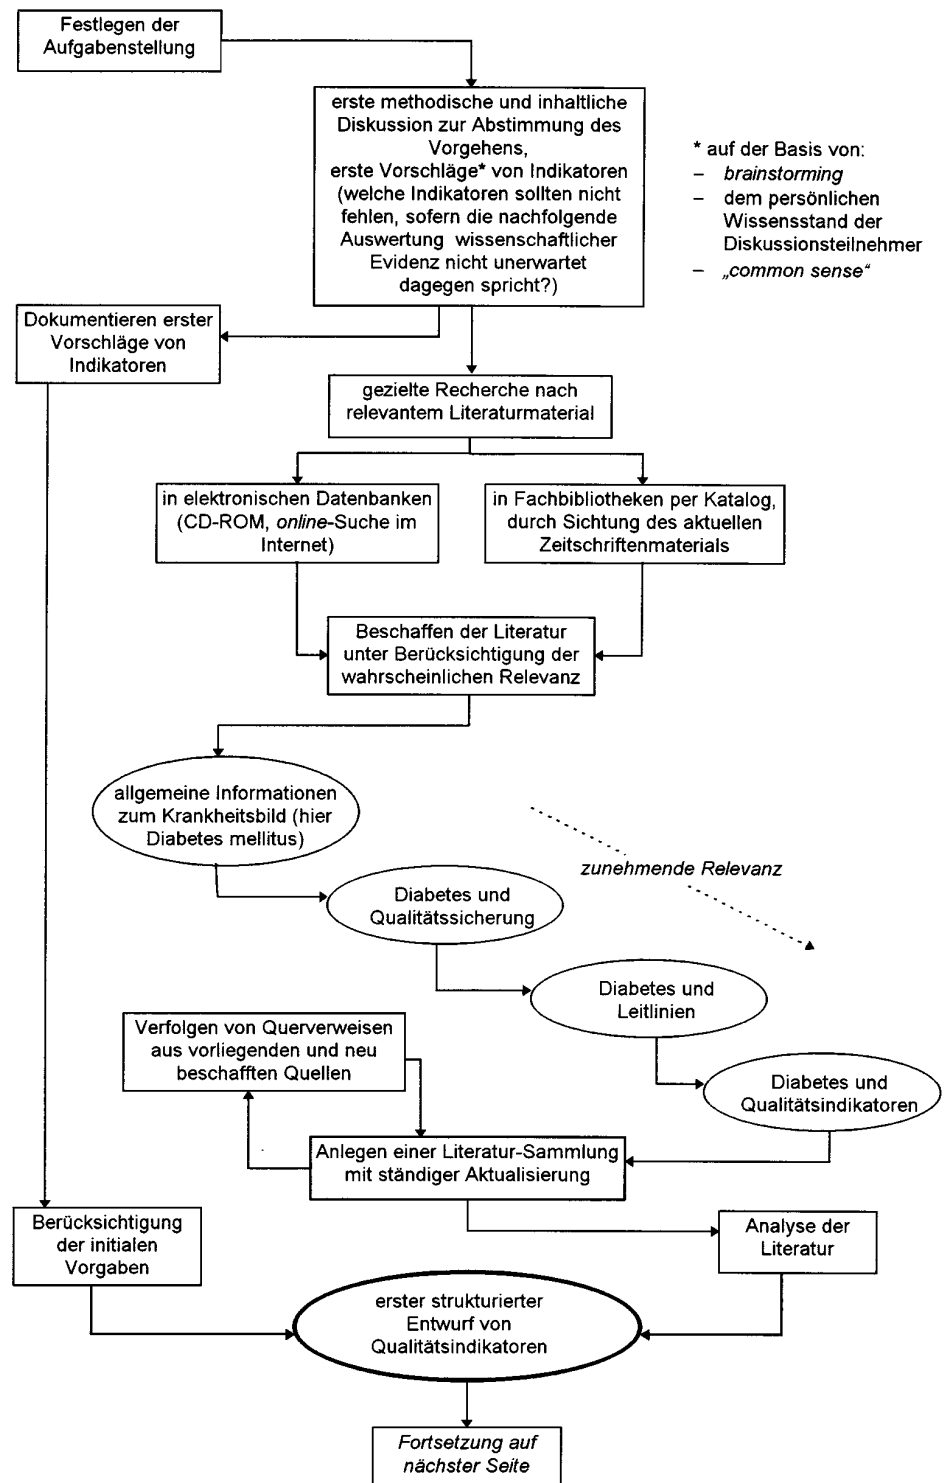 Festlegen der
Aufgabenstellung
erste methodische und inhaltliche
Diskussion zur Abstimmung des
Vorgehens,
erste Vorschläge* von Indikatoren
(welche Indikatoren sollten nicht
fehlen, sofern die nachfolgende
Auswertung wissenschaftlicher
Evidenz nicht unerwartet
dagegen spricht?)
* auf der Basis von:
– brainstorming
– dem persönlichen
Wissensstand der
Diskussionsteilnehmer
– „common sense“
Dokumentieren erster
Vorschläge von
Indikatoren
gezielte Recherche nach
relevantem Literaturmaterial
in elektronischen Datenbanken
(CD-ROM, online-Suche im
Internet)
in Fachbibliotheken per Katalog,
durch Sichtung des aktuellen
Zeitschriftenmaterials
Beschaffen der Literatur
unter Berücksichtigung der
wahrscheinlichen Relevanz
allgemeine Informationen
zum Krankheitsbild (hier
Diabetes mellitus)
zunehmende Relevanz
Diabetes und
Qualitätssicherung
Diabetes und
Leitlinien
Diabetes und
Qualitätsindikatoren
Verfolgen von Querverweisen
aus vorliegenden und neu
beschafften Quellen
Anlegen einer Literatur-Sammlung
mit ständiger Aktualisierung
Berücksichtigung
der initialen
Vorgaben
Analyse der
Literatur
erster strukturierter
Entwurf von
Qualitätsindikatoren
Fortsetzung auf
nächster Seite